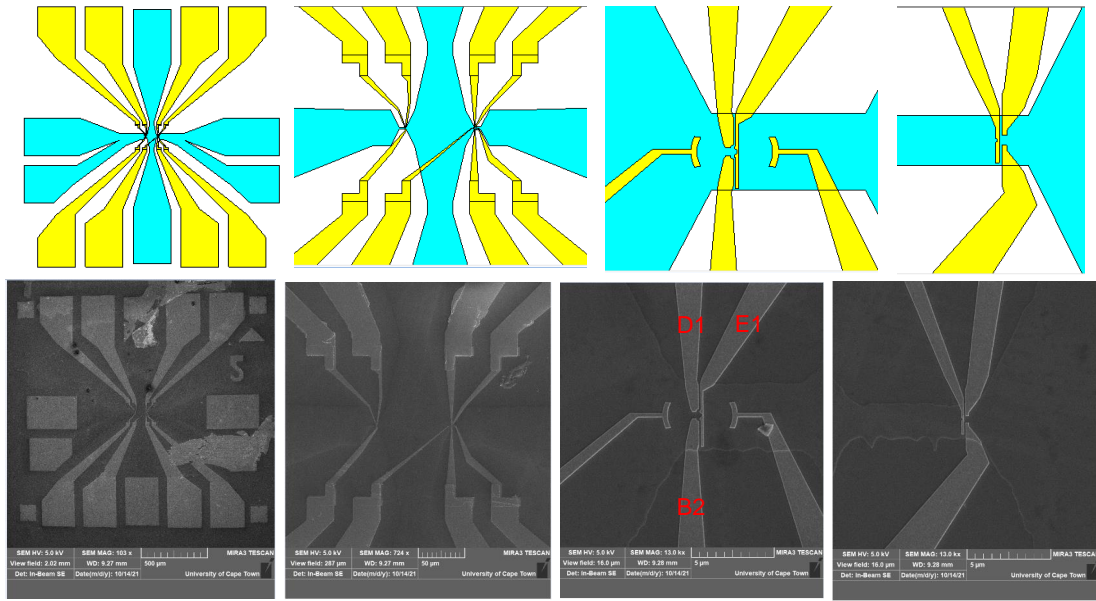 S
D1
E1
B2
SEM HV: 5.0 kV
SEM MAG: 103 x
MIRA3 TESCAN
View field: 2.02 mm
WD: 9.27 mm
500 µm
Det: In-Beam SE
Date(m/d/y): 10/14/21
University of Cape Town
SEM HV: 5.0 kV
SEM MAG: 724 x
MIRA3 TESCAN
View field: 287 µm
WD: 9.27 mm
50 µm
Det: In-Beam SE
Date(m/d/y): 10/14/21
University of Cape Town
SEM HV: 5.0 kV
SEM MAG: 13.0 kx
MIRA3 TESCAN
View field: 16.0 µm
WD: 9.28 mm
5 µm
Det: In-Beam SE
Date(m/d/y): 10/14/21
University of Cape Town
SEM HV: 5.0 kV
SEM MAG: 13.0 kx
MIRA3 TESCAN
View field: 16.0 µm
WD: 9.28 mm
5 µm
Det: In-Beam SE
Date(m/d/y): 10/14/21
University of Cape Town